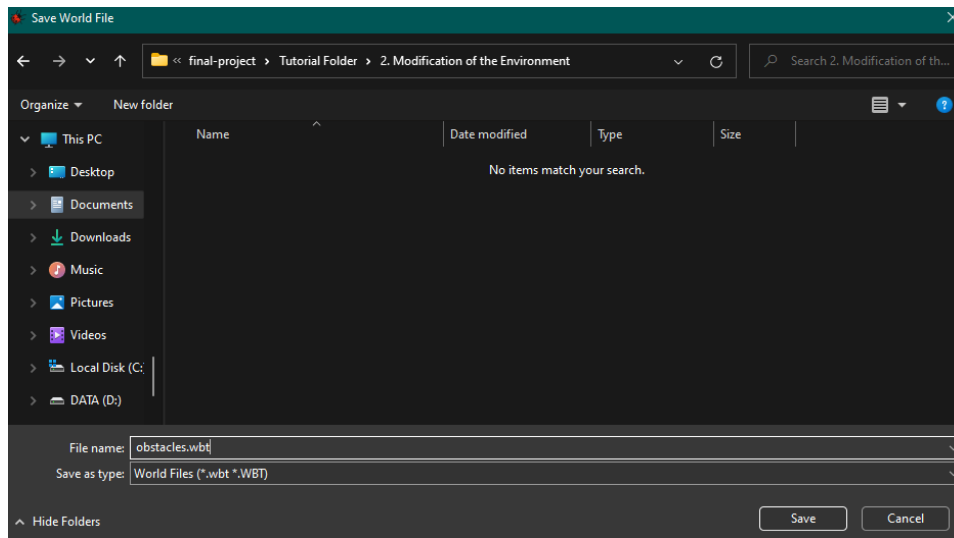 Save World File
« final-project > Tutorial Folder > 2. Modification of the Environment
Search 2. Modification of th...
Organize
New folder
?
Name
Date modified
Type
Size
No items match your search.
This PC
Desktop
Documents
Downloads
Music
Pictures
Videos
Local Disk (C:
DATA (D:)
File name: obstacles.wbt
Save as type: World Files (*.wbt *.WBT)
Hide Folders
Save
Cancel